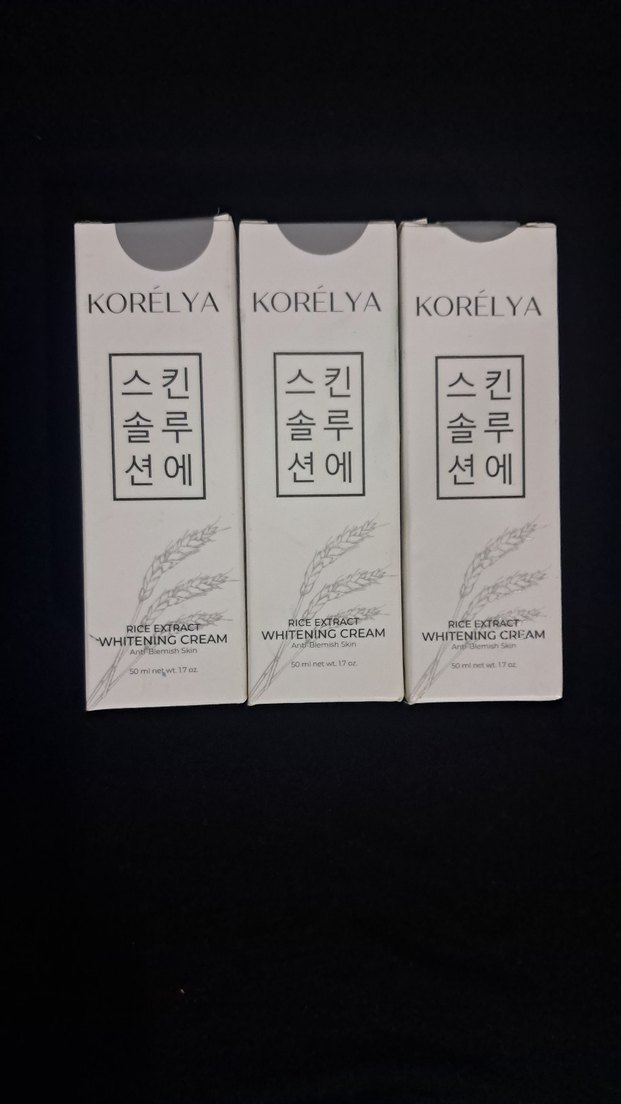 KORÉLYA
스킨
솔루
션에
RICE EXTRACT
WHITENING CREAM
Anti-Blemish Skin
50 ml net wt. 1.7 oz.
KORÉLYA
스킨
솔루
션에
RICE EXTRACT
WHITENING CREAM
Anti-Blemish Skin
50 ml net wt. 1.7 oz.
KORÉLYA
스킨
솔루
션에
RICE EXTRACT
WHITENING CREAM
Anti-Blemish Skin
50 ml net wt. 1.7 oz.